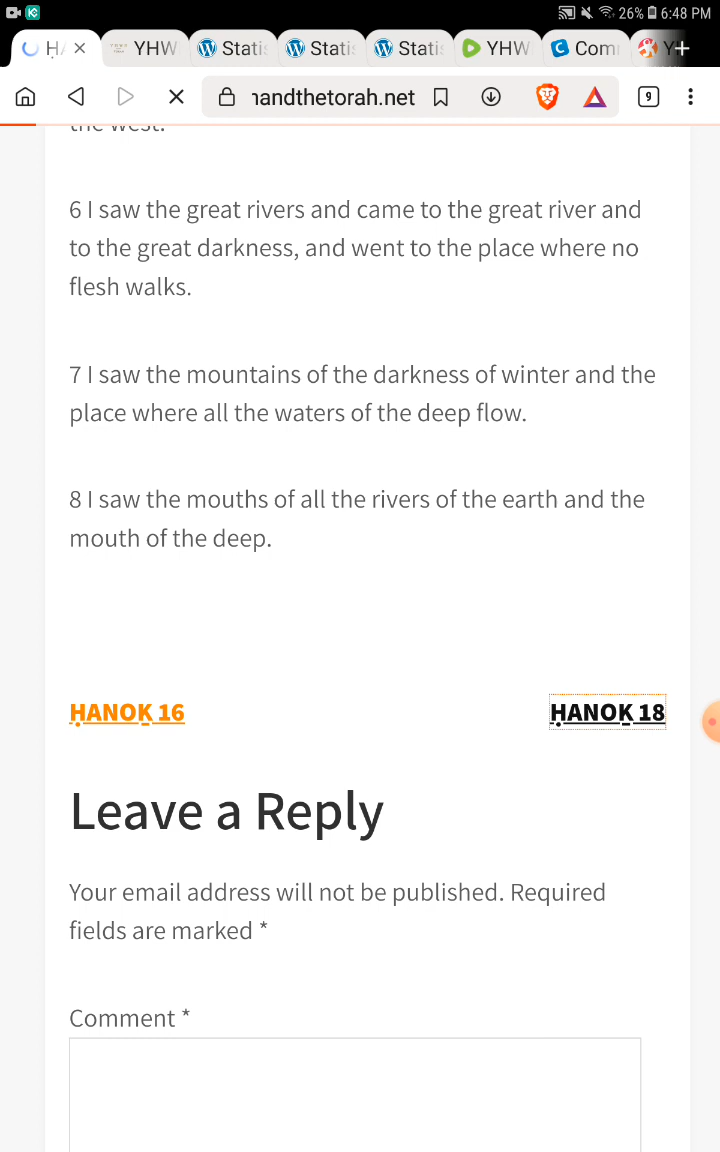 26% 6:48 PM
YHW Statis Statis Statis YHW Com Y +
handthetorah.net 9
the west.
6 I saw the great rivers and came to the great river and
to the great darkness, and went to the place where no
flesh walks.
7 I saw the mountains of the darkness of winter and the
place where all the waters of the deep flow.
8 I saw the mouths of all the rivers of the earth and the
mouth of the deep.
ḤANOḴ 16 ḤANOḴ 18
Leave a Reply
Your email address will not be published. Required
fields are marked *
Comment *